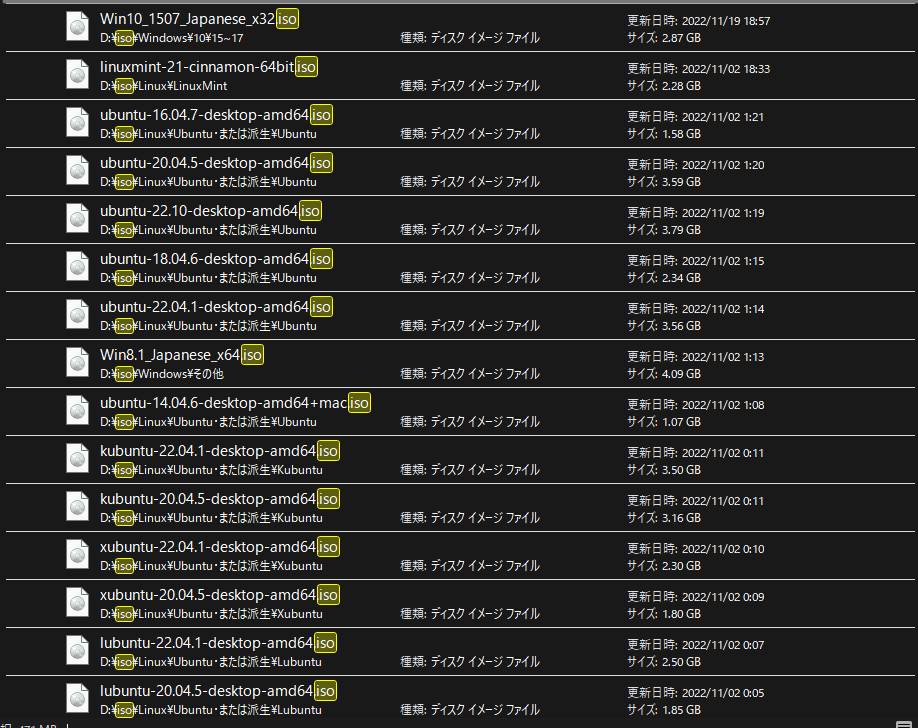 Win10_1507_Japanese_x32.iso
更新日時: 2022/11/19 18:57
D:¥iso¥Windows¥10¥15~17
種類: ディスク イメージ ファイル
サイズ: 2.87 GB
linuxmint-21-cinnamon-64bit.iso
更新日時: 2022/11/02 18:33
D:¥iso¥Linux¥LinuxMint
種類: ディスク イメージ ファイル
サイズ: 2.28 GB
ubuntu-16.04.7-desktop-amd64.iso
更新日時: 2022/11/02 1:21
D:¥iso¥Linux¥Ubuntu・または派生¥Ubuntu
種類: ディスク イメージ ファイル
サイズ: 1.58 GB
ubuntu-20.04.5-desktop-amd64.iso
更新日時: 2022/11/02 1:20
D:¥iso¥Linux¥Ubuntu・または派生¥Ubuntu
種類: ディスク イメージ ファイル
サイズ: 3.59 GB
ubuntu-22.10-desktop-amd64.iso
更新日時: 2022/11/02 1:19
D:¥iso¥Linux¥Ubuntu・または派生¥Ubuntu
種類: ディスク イメージ ファイル
サイズ: 3.79 GB
ubuntu-18.04.6-desktop-amd64.iso
更新日時: 2022/11/02 1:15
D:¥iso¥Linux¥Ubuntu・または派生¥Ubuntu
種類: ディスク イメージ ファイル
サイズ: 2.34 GB
ubuntu-22.04.1-desktop-amd64.iso
更新日時: 2022/11/02 1:14
D:¥iso¥Linux¥Ubuntu・または派生¥Ubuntu
種類: ディスク イメージ ファイル
サイズ: 3.56 GB
Win8.1_Japanese_x64.iso
更新日時: 2022/11/02 1:13
D:¥iso¥Windows¥その他
種類: ディスク イメージ ファイル
サイズ: 4.09 GB
ubuntu-14.04.6-desktop-amd64+mac.iso
更新日時: 2022/11/02 1:08
D:¥iso¥Linux¥Ubuntu・または派生¥Ubuntu
種類: ディスク イメージ ファイル
サイズ: 1.07 GB
kubuntu-22.04.1-desktop-amd64.iso
更新日時: 2022/11/02 0:11
D:¥iso¥Linux¥Ubuntu・または派生¥Kubuntu
種類: ディスク イメージ ファイル
サイズ: 3.50 GB
kubuntu-20.04.5-desktop-amd64.iso
更新日時: 2022/11/02 0:11
D:¥iso¥Linux¥Ubuntu・または派生¥Kubuntu
種類: ディスク イメージ ファイル
サイズ: 3.16 GB
xubuntu-22.04.1-desktop-amd64.iso
更新日時: 2022/11/02 0:10
D:¥iso¥Linux¥Ubuntu・または派生¥Xubuntu
種類: ディスク イメージ ファイル
サイズ: 2.30 GB
xubuntu-20.04.5-desktop-amd64.iso
更新日時: 2022/11/02 0:09
D:¥iso¥Linux¥Ubuntu・または派生¥Xubuntu
種類: ディスク イメージ ファイル
サイズ: 1.80 GB
lubuntu-22.04.1-desktop-amd64.iso
更新日時: 2022/11/02 0:07
D:¥iso¥Linux¥Ubuntu・または派生¥Lubuntu
種類: ディスク イメージ ファイル
サイズ: 2.50 GB
lubuntu-20.04.5-desktop-amd64.iso
更新日時: 2022/11/02 0:05
D:¥iso¥Linux¥Ubuntu・または派生¥Lubuntu
種類: ディスク イメージ ファイル
サイズ: 1.85 GB